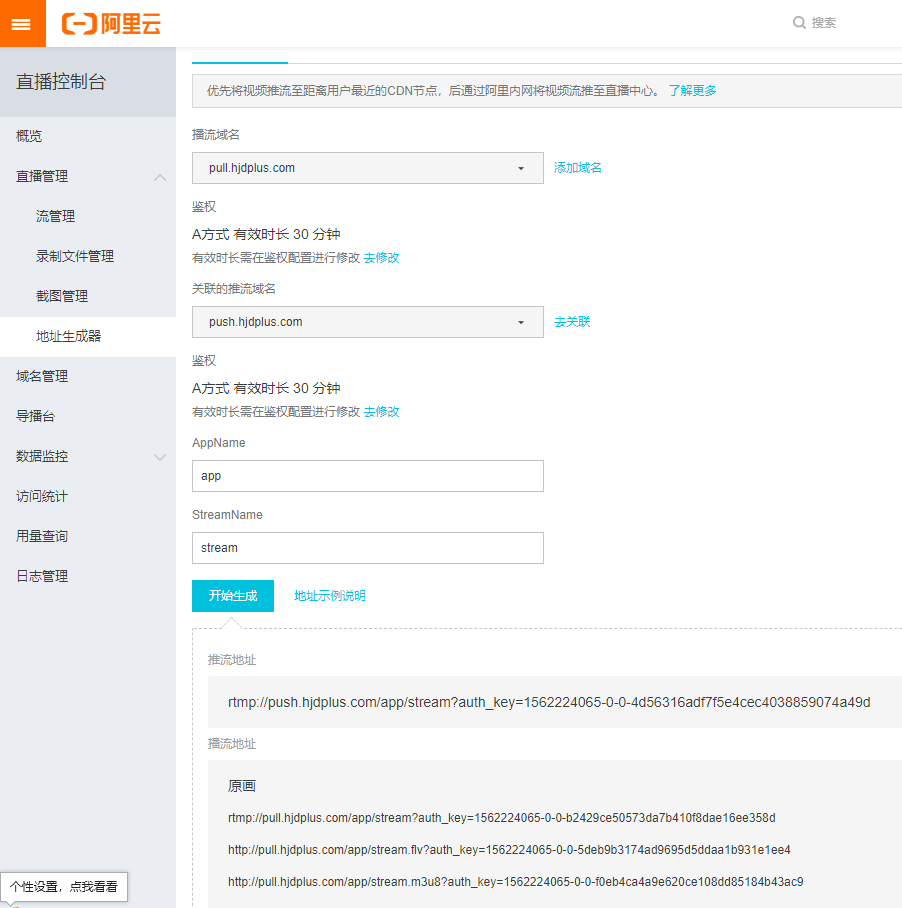 阿里云
搜索
直播控制台
概览
直播管理
流管理
录制文件管理
截图管理
地址生成器
域名管理
导播台
数据监控
访问统计
用量查询
日志管理
个性设置，点我看看
优先将视频推流至距离用户最近的CDN节点，后通过阿里内网将视频流推至直播中心。 了解更多
播流域名
pull.hjdplus.com 添加域名
鉴权
A方式 有效时长 30 分钟
有效时长需在鉴权配置进行修改 去修改
关联的推流域名
push.hjdplus.com 去关联
鉴权
A方式 有效时长 30 分钟
有效时长需在鉴权配置进行修改 去修改
AppName
app
StreamName
stream
开始生成 地址示例说明
推流地址
rtmp://push.hjdplus.com/app/stream?auth_key=1562224065-0-0-4d56316adf7f5e4cec4038859074a49d
播流地址
原画
rtmp://pull.hjdplus.com/app/stream?auth_key=1562224065-0-0-b2429ce50573da7b410f8dae16ee358d
http://pull.hjdplus.com/app/stream.flv?auth_key=1562224065-0-0-5deb9b3174ad9695d5ddaa1b931e1ee4
http://pull.hjdplus.com/app/stream.m3u8?auth_key=1562224065-0-0-f0eb4ca4a9e620ce108dd85184b43ac9